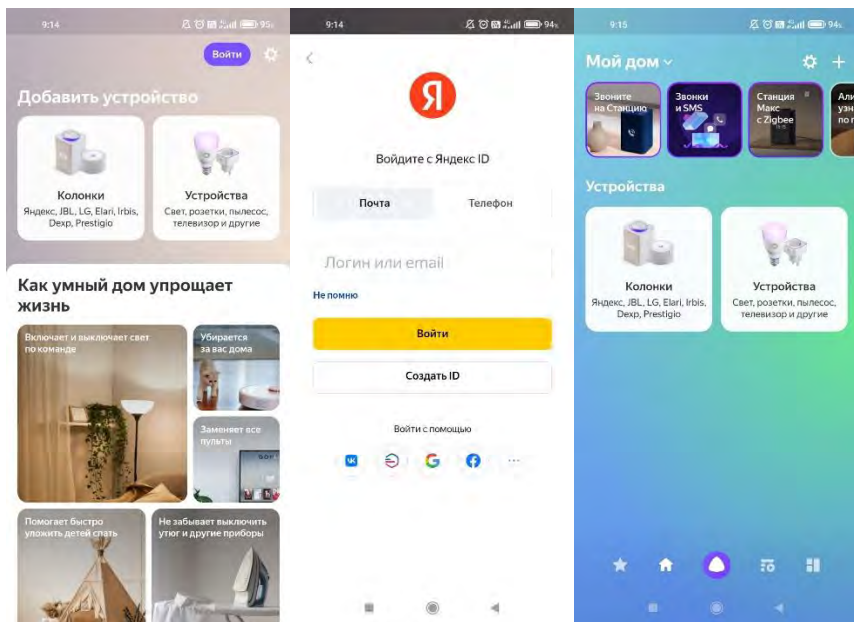 9:14
95
Войти
Добавить устройство
Колонки
Яндекс, JBL, LG, Elari, Irbis,
Dexp, Prestigio
Устройства
Свет, розетки, пылесос,
телевизор и другие
Как умный дом упрощает
жизнь
Включает и выключает свет
по команде
Убирается
за вас дома
Заменяет все
пульты
Помогает быстро
уложить детей спать
Не забывает выключить
утюг и другие приборы
9:14
94
Я
Войдите с Яндекс ID
Почта
Телефон
Логин или email
Не помню
Войти
Создать ID
Войти с помощью
9:15
94
Мой дом
Звоните
на Станцию
Звонки
и SMS
Станция
Макс
с Zigbee
Али
узн
по г
Устройства
Колонки
Яндекс, JBL, LG, Elari, Irbis,
Dexp, Prestigio
Устройства
Свет, розетки, пылесос,
телевизор и другие